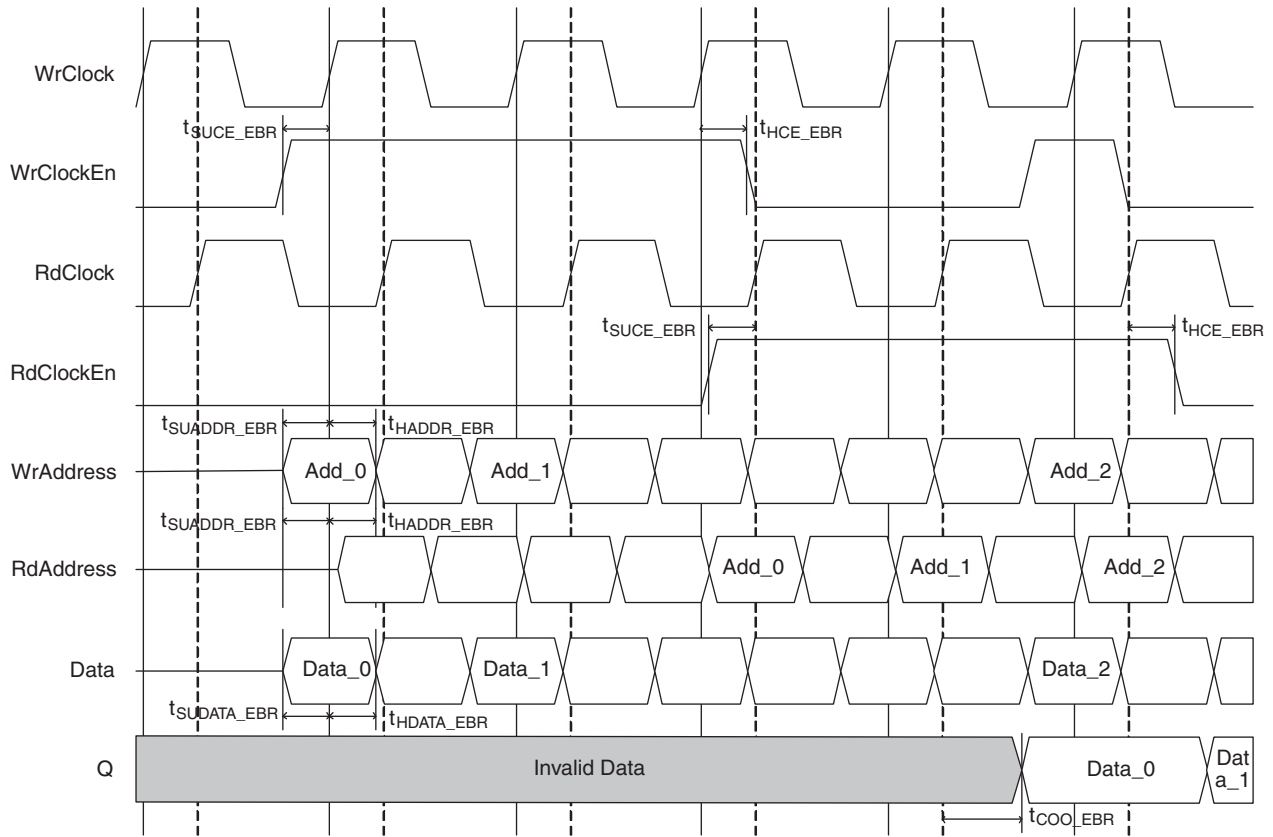 WrClock
tSUCE_EBR tHCE_EBR
WrClockEn
RdClock
tSUCE_EBR tHCE_EBR
RdClockEn
tSUADDR_EBR tHADDR_EBR
WrAddress Add_0 Add_1 Add_2
tSUADDR_EBR tHADDR_EBR
RdAddress Add_0 Add_1 Add_2
Data Data_0 Data_1 Data_2
tSUDATA_EBR tHDATA_EBR
Q Invalid Data Data_0 Dat
a_1
tCOO_EBR